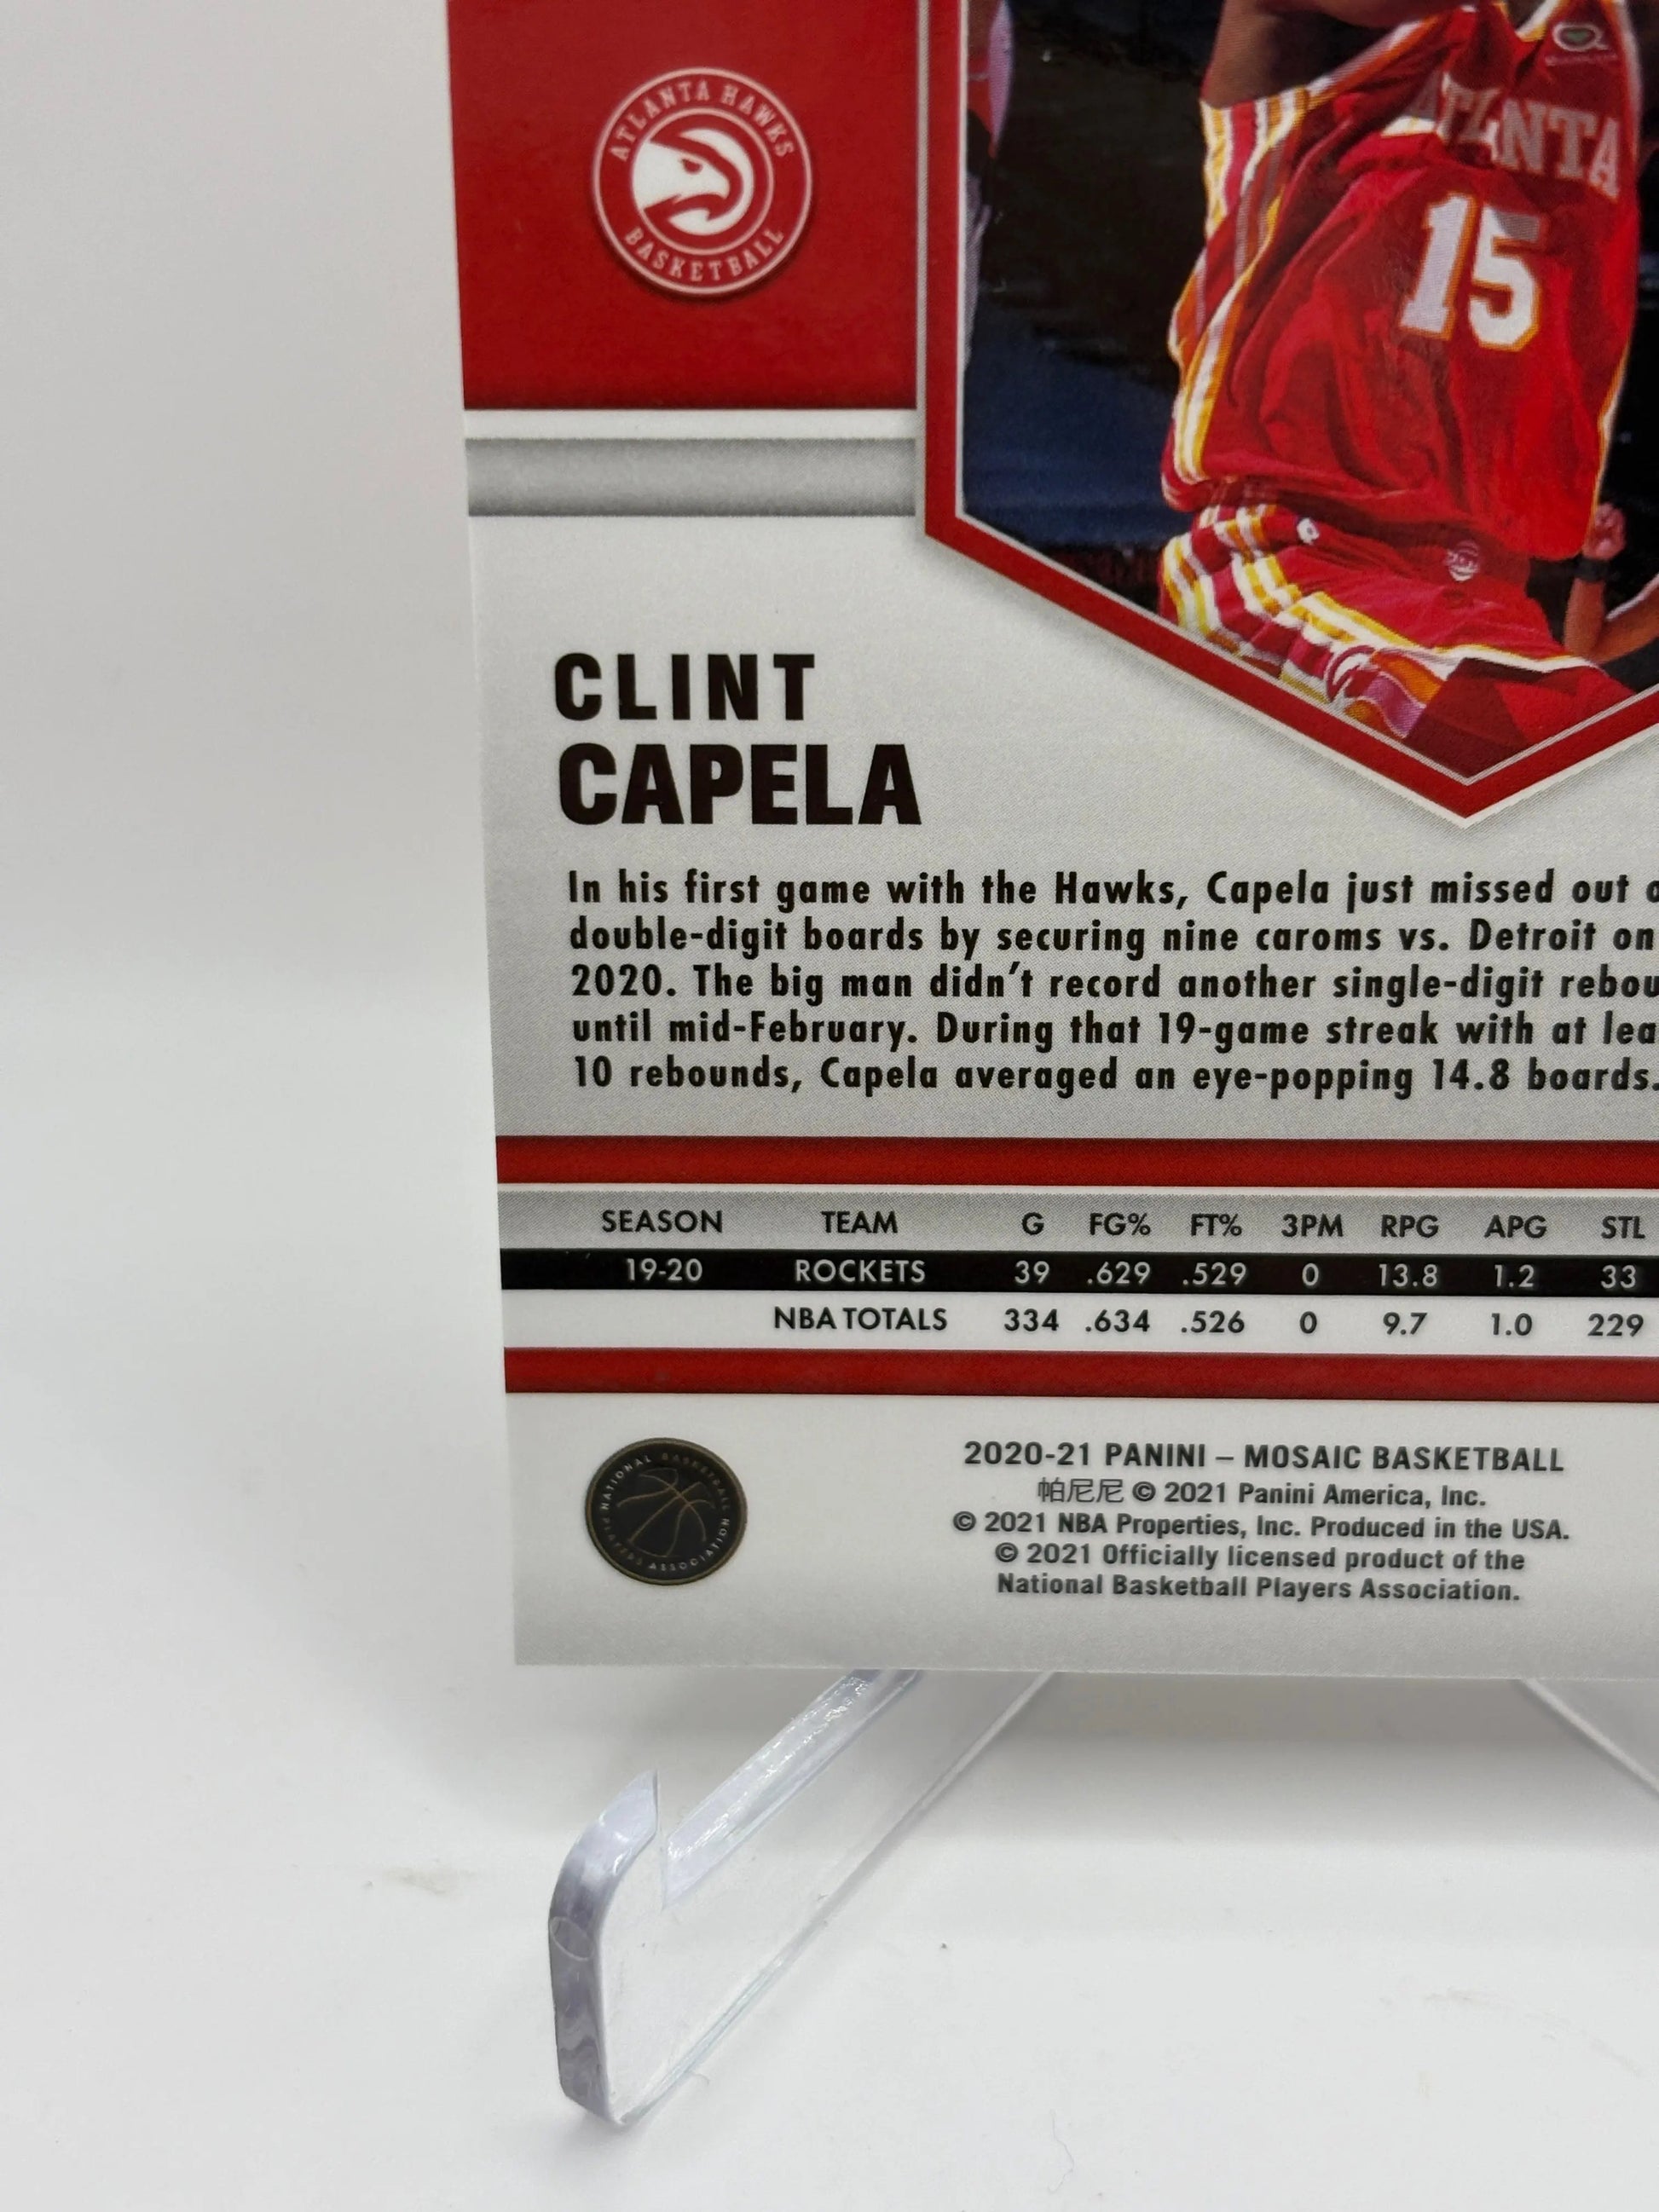 ATLANTA HAWKS
BASKETBALL
ATLANTA
15
CLINT
CAPELA
In his first game with the Hawks, Capela just missed out
double-digit boards by securing nine caroms vs. Detroit on
2020. The big man didn't record another single-digit
until mid-February. During that 19-game streak with at
10 rebounds, Capela averaged an eye-popping 14.8 boards.
SEASON TEAM G FG% FT% 3PM RPG APG STL
19-20 ROCKETS 39 .629 .529 0 13.8 1.2 33
NBA TOTALS 334 .634 .526 0 9.7 1.0 229
NATIONAL BASKETBALL
PLAYERS ASSOCIATION
2020-21 PANINI – MOSAIC BASKETBALL
帕尼尼 © 2021 Panini America, Inc.
© 2021 NBA Properties, Inc. Produced in the USA.
© 2021 Officially licensed product of the
National Basketball Players Association.